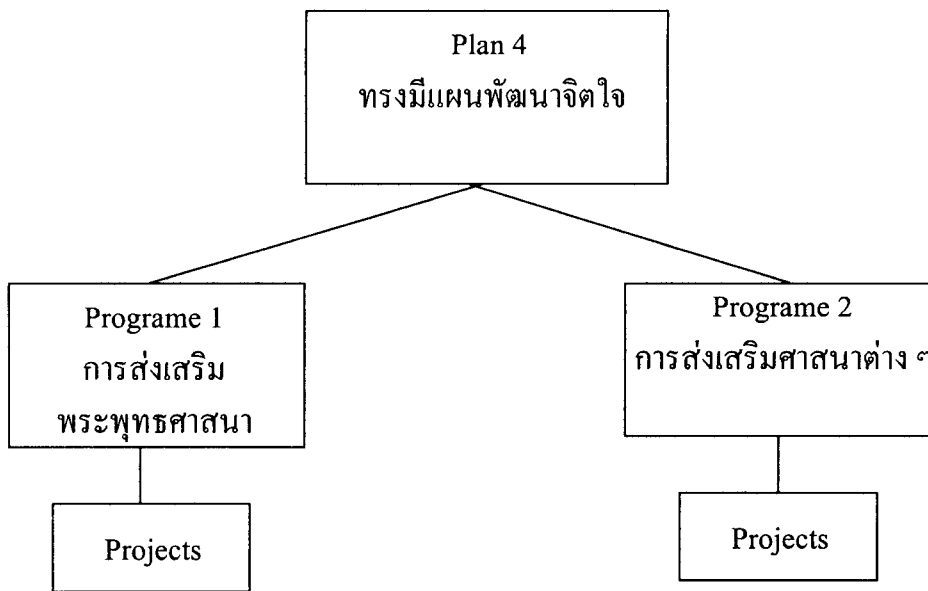 Plan 4
ทรงมีแผนพัฒนาจิตใจ
Programe 1
การส่งเสริม
พระพุทธศาสนา
Programe 2
การส่งเสริมศาสนาต่าง ๆ
Projects
Projects